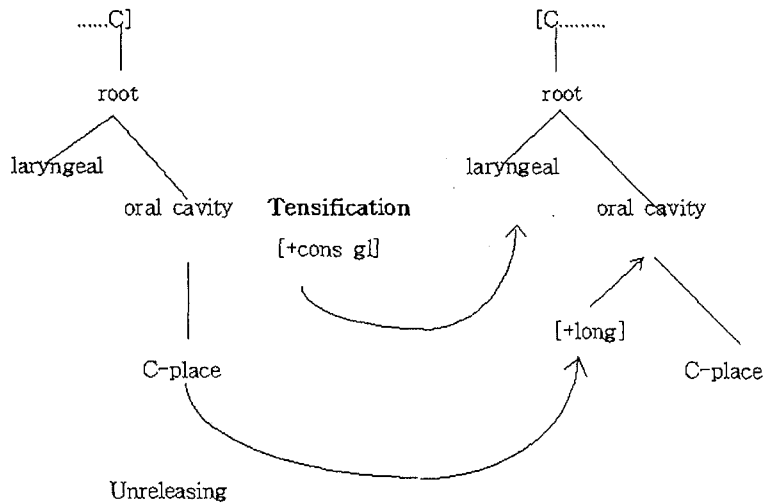 ......C]
[C.........
root
root
laryngeal
laryngeal
oral cavity
Tensification
oral cavity
[+cons gl]
[+long]
C-place
C-place
Unreleasing